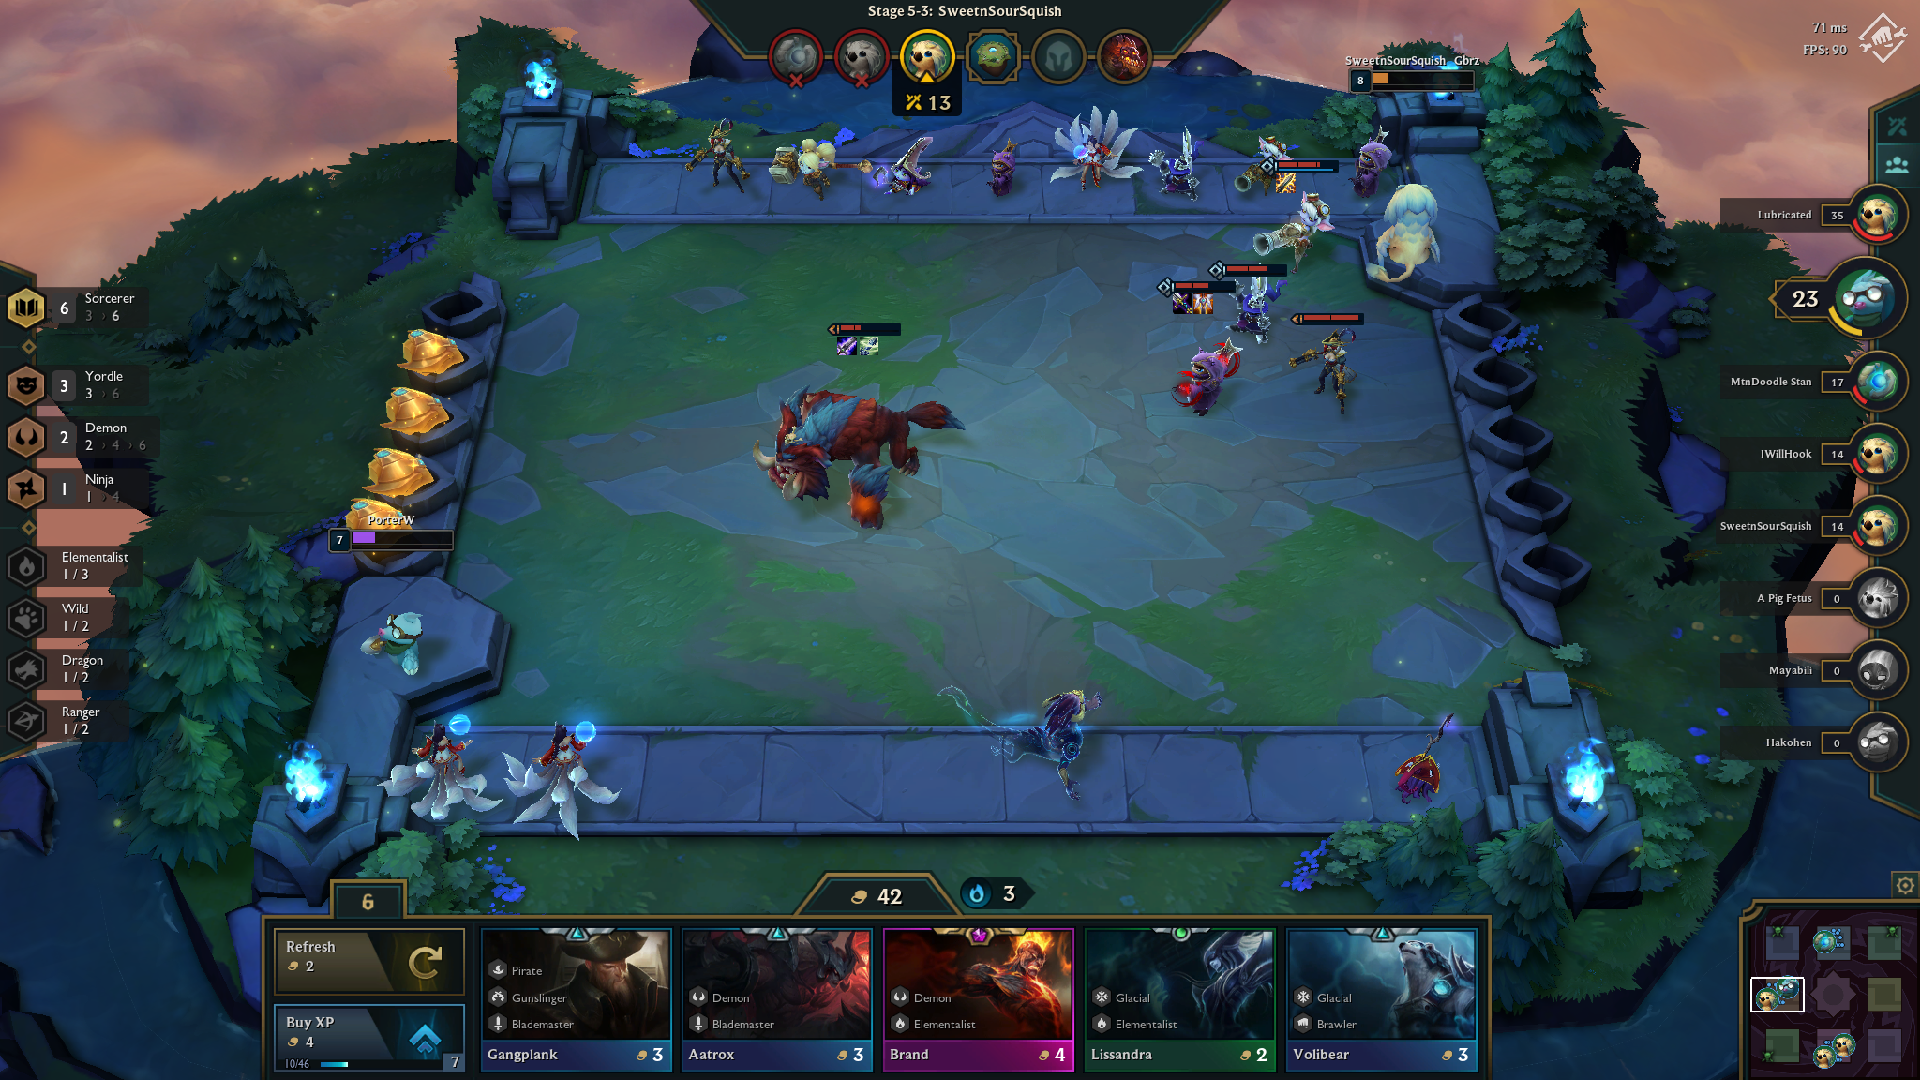 Stage 5-3: SweetnSourSquish
71 ms
FPS: 90
13
SweetnSourSquish_Gbrz
8
Lubricated 35
23
MtnDoodle Stan 17
IWillHook 14
SweetnSourSquish 14
A Pig Fetus 0
Mayabii 0
Hakohen 0
6 Sorcerer
3 › 6
3 Yordle
3 › 6
2 Demon
2 › 4 › 6
1 Ninja
1 › 4
Elementalist
1 / 3
Wild
1 / 2
Dragon
1 / 2
Ranger
1 / 2
PorterW
7
6
42
3
Refresh
2
Buy XP
4
10/46
7
Pirate
Gunslinger
Blademaster
Gangplank 3
Demon
Blademaster
Aatrox 3
Demon
Elementalist
Brand 4
Glacial
Elementalist
Lissandra 2
Glacial
Brawler
Volibear 3